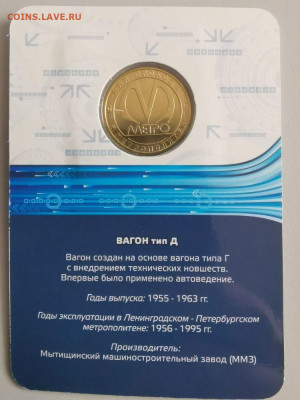 COINS.LAVE.RU
МЕТРО
ВАГОН тип Д
Вагон создан на основе вагона типа Г
с внедрением технических новшеств.
Впервые было применено автоведение.
Годы выпуска: 1955 - 1963 гг.
Годы эксплуатации в Ленинградском - Петербургском
метрополитене: 1956 - 1995 гг.
Производитель:
Мытищинский машиностроительный завод (ММЗ)